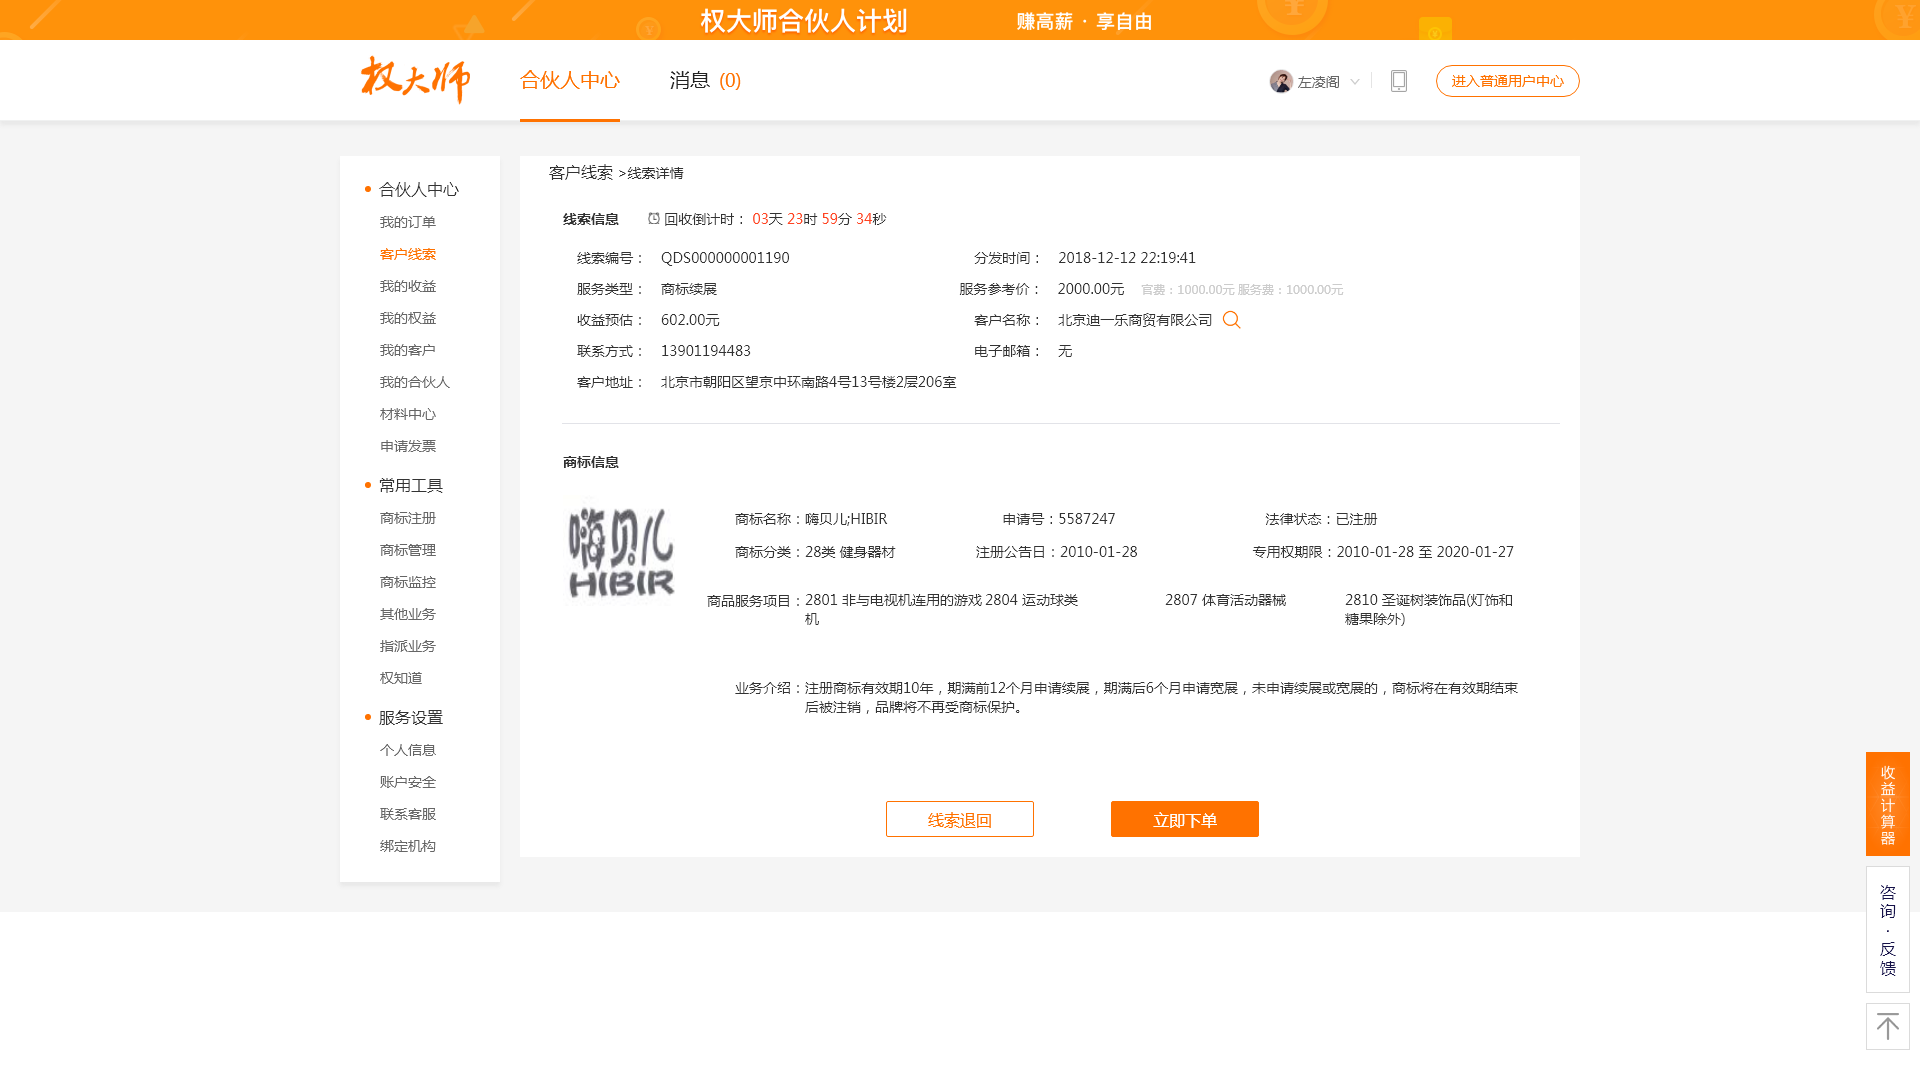 权大师合伙人计划 赚高薪 · 享自由
权大师 合伙人中心 消息 (0) 左凌阁 进入普通用户中心
合伙人中心
我的订单
客户线索
我的收益
我的权益
我的客户
我的合伙人
材料中心
申请发票
常用工具
商标注册
商标管理
商标监控
其他业务
指派业务
权知道
服务设置
个人信息
账户安全
联系客服
绑定机构
客户线索 >线索详情
线索信息 回收倒计时： 03天 23时 59分 34秒
线索编号： QDS000000001190 分发时间： 2018-12-12 22:19:41
服务类型： 商标续展 服务参考价： 2000.00元 官费：1000.00元 服务费：1000.00元
收益预估： 602.00元 客户名称： 北京迪一乐商贸有限公司
联系方式： 13901194483 电子邮箱： 无
客户地址： 北京市朝阳区望京中环南路4号13号楼2层206室
商标信息
嗨贝儿
HIBIR
商标名称：嗨贝儿;HIBIR 申请号：5587247 法律状态：已注册
商标分类：28类 健身器材 注册公告日：2010-01-28 专用权期限：2010-01-28 至 2020-01-27
商品服务项目：2801 非与电视机连用的游戏 2804 运动球类 2807 体育活动器械 2810 圣诞树装饰品(灯饰和
机 糖果除外)
业务介绍：注册商标有效期10年，期满前12个月申请续展，期满后6个月申请宽展，未申请续展或宽展的，商标将在有效期结束
后被注销，品牌将不再受商标保护。
线索退回 立即下单
收益计算器
咨询·反馈